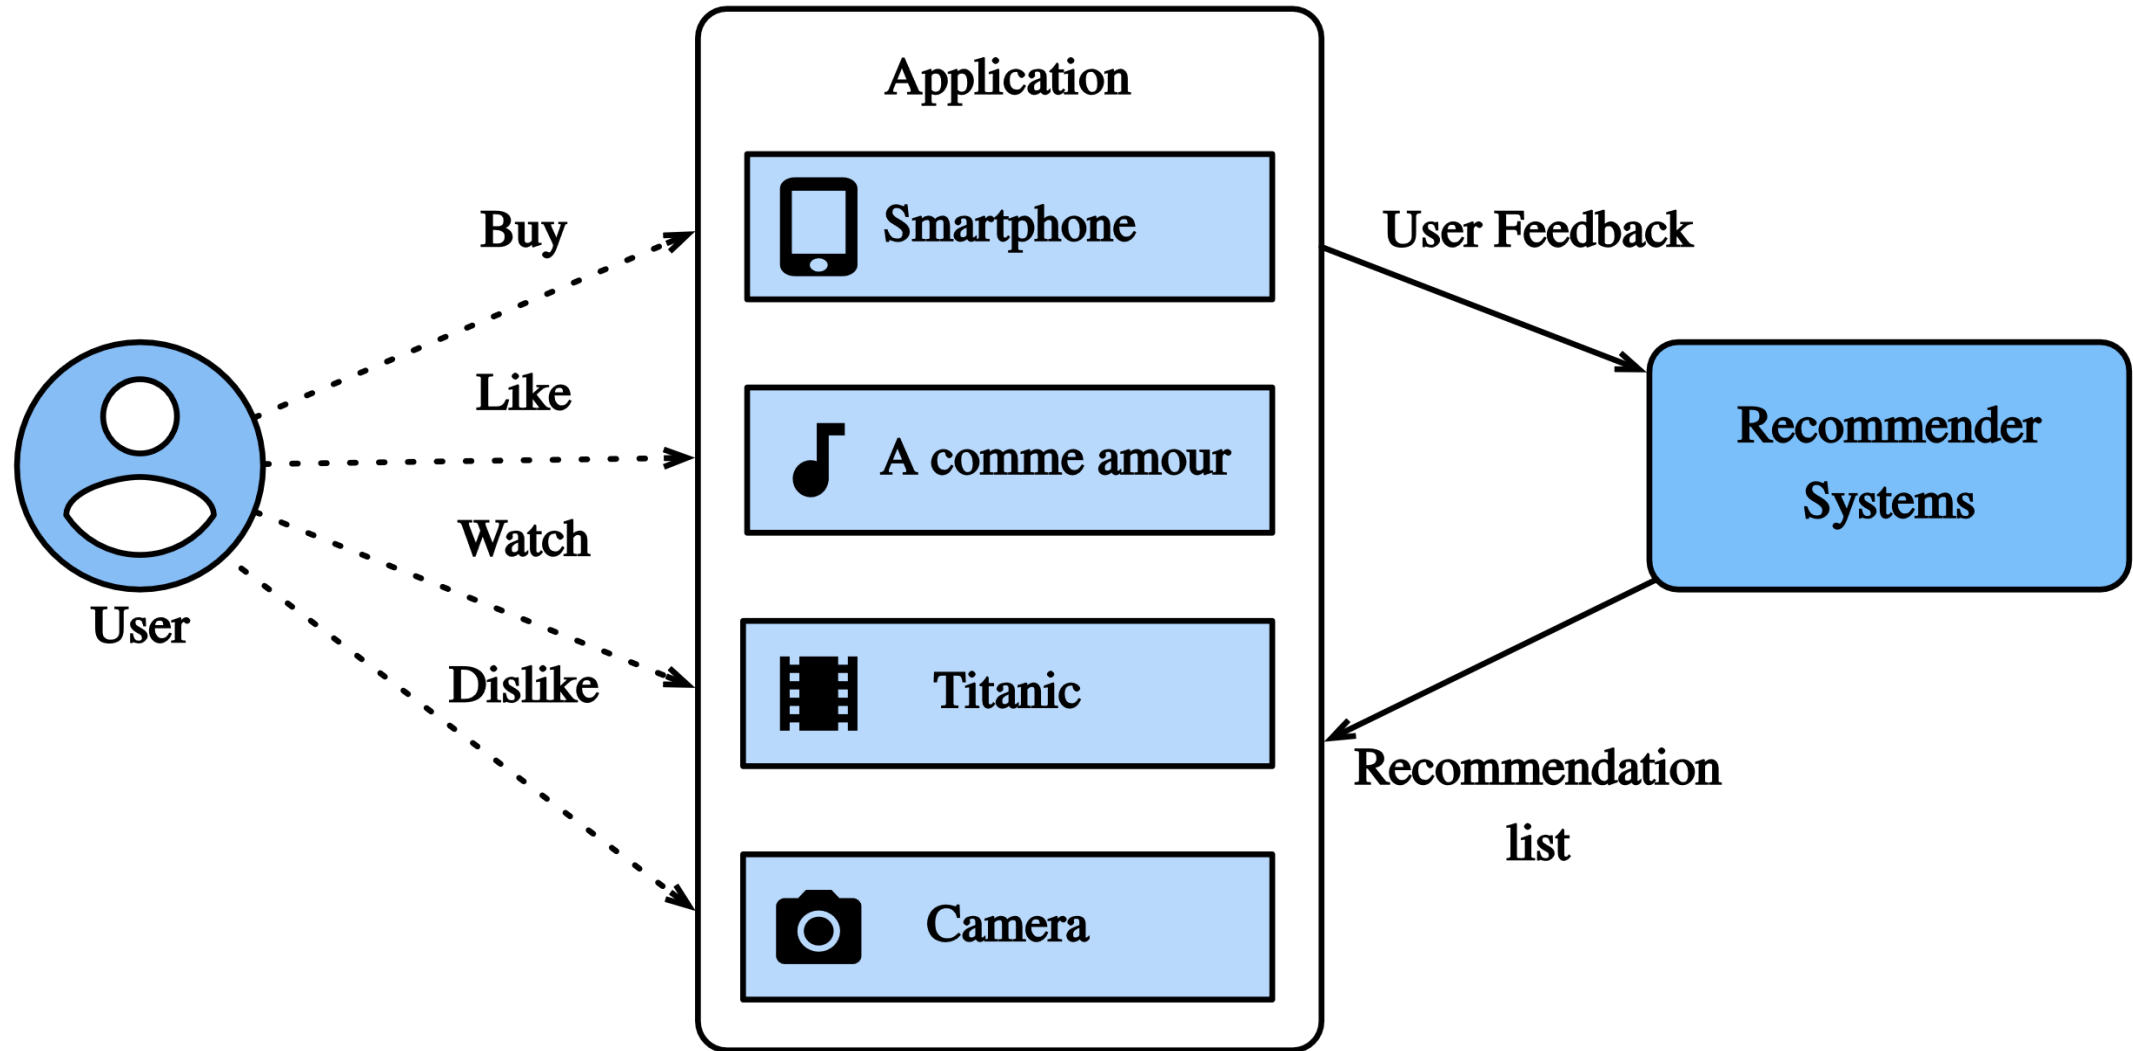 Application
Buy
Smartphone
User Feedback
Like
A comme amour
Recommender
Systems
Watch
User
Dislike
Titanic
Recommendation
list
Camera